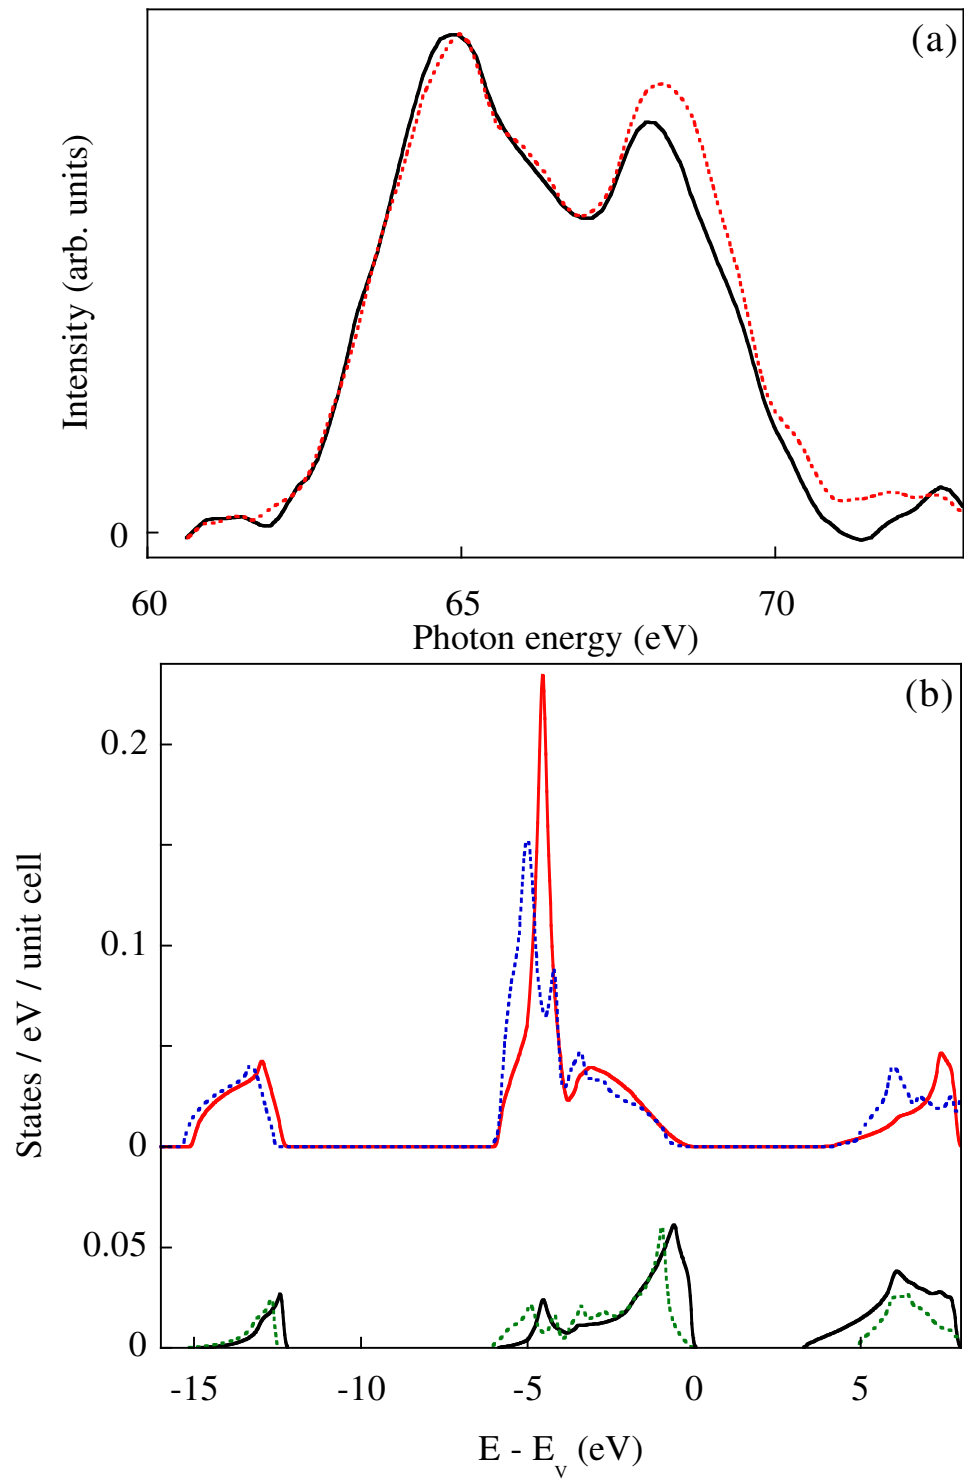 (a)
Intensity (arb. units)
0
60 65 70
Photon energy (eV)
(b)
States / eV / unit cell
0.2
0.1
0
0.05
0
-15 -10 -5 0 5
E - Ev (eV)